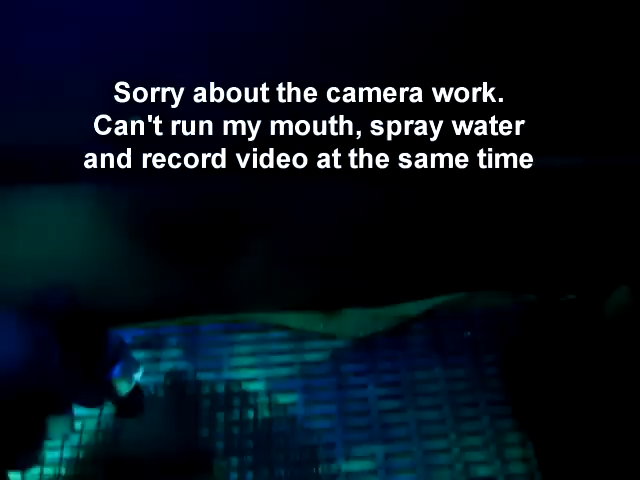 Sorry about the camera work.
Can't run my mouth, spray water
and record video at the same time